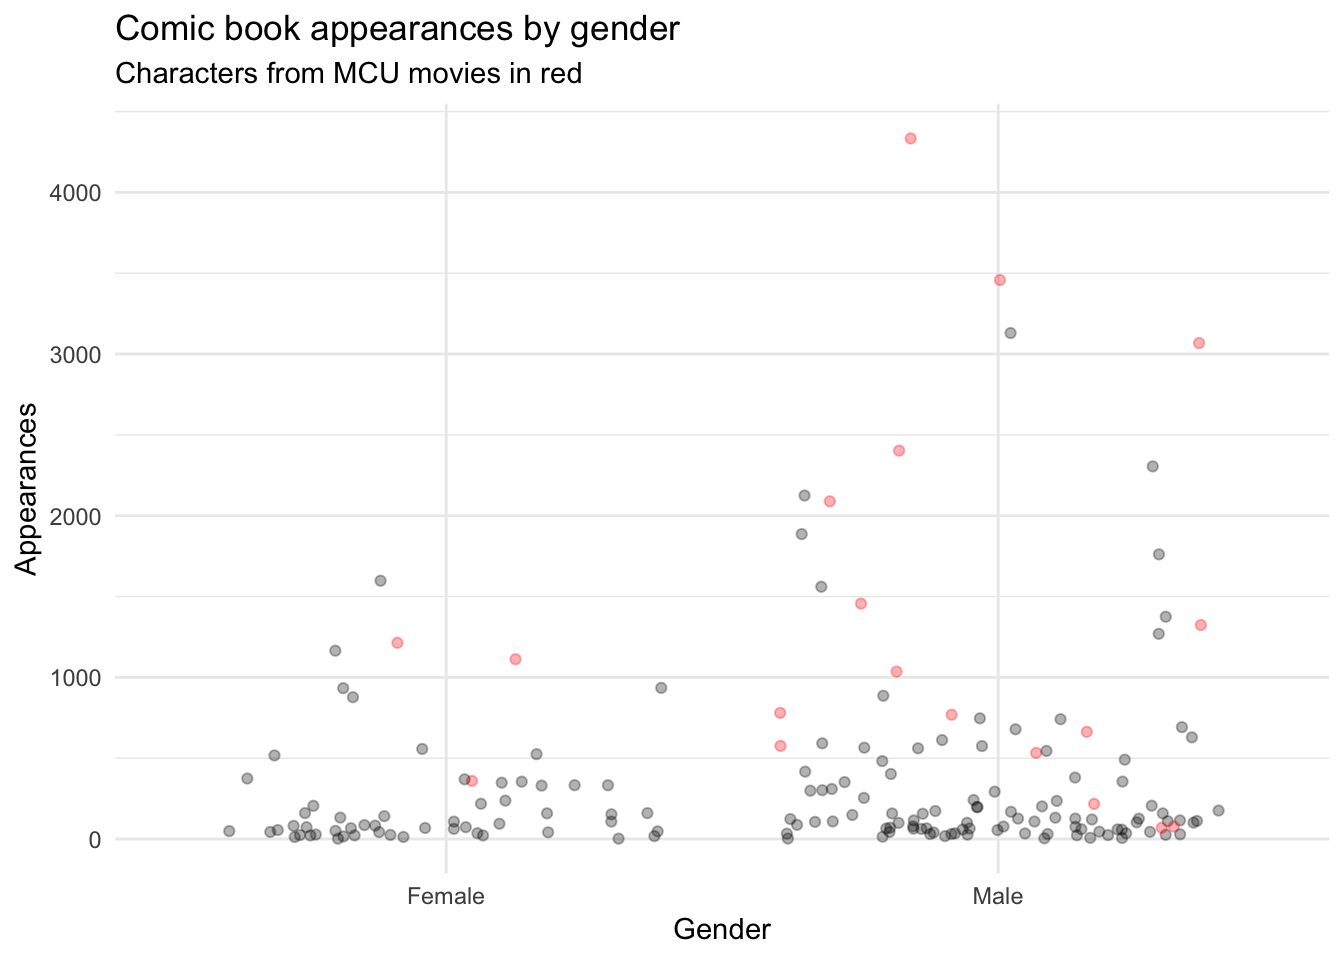 Comic book appearances by gender
Characters from MCU movies in red
Appearances
4000
3000
2000
1000
0
Female Male
Gender